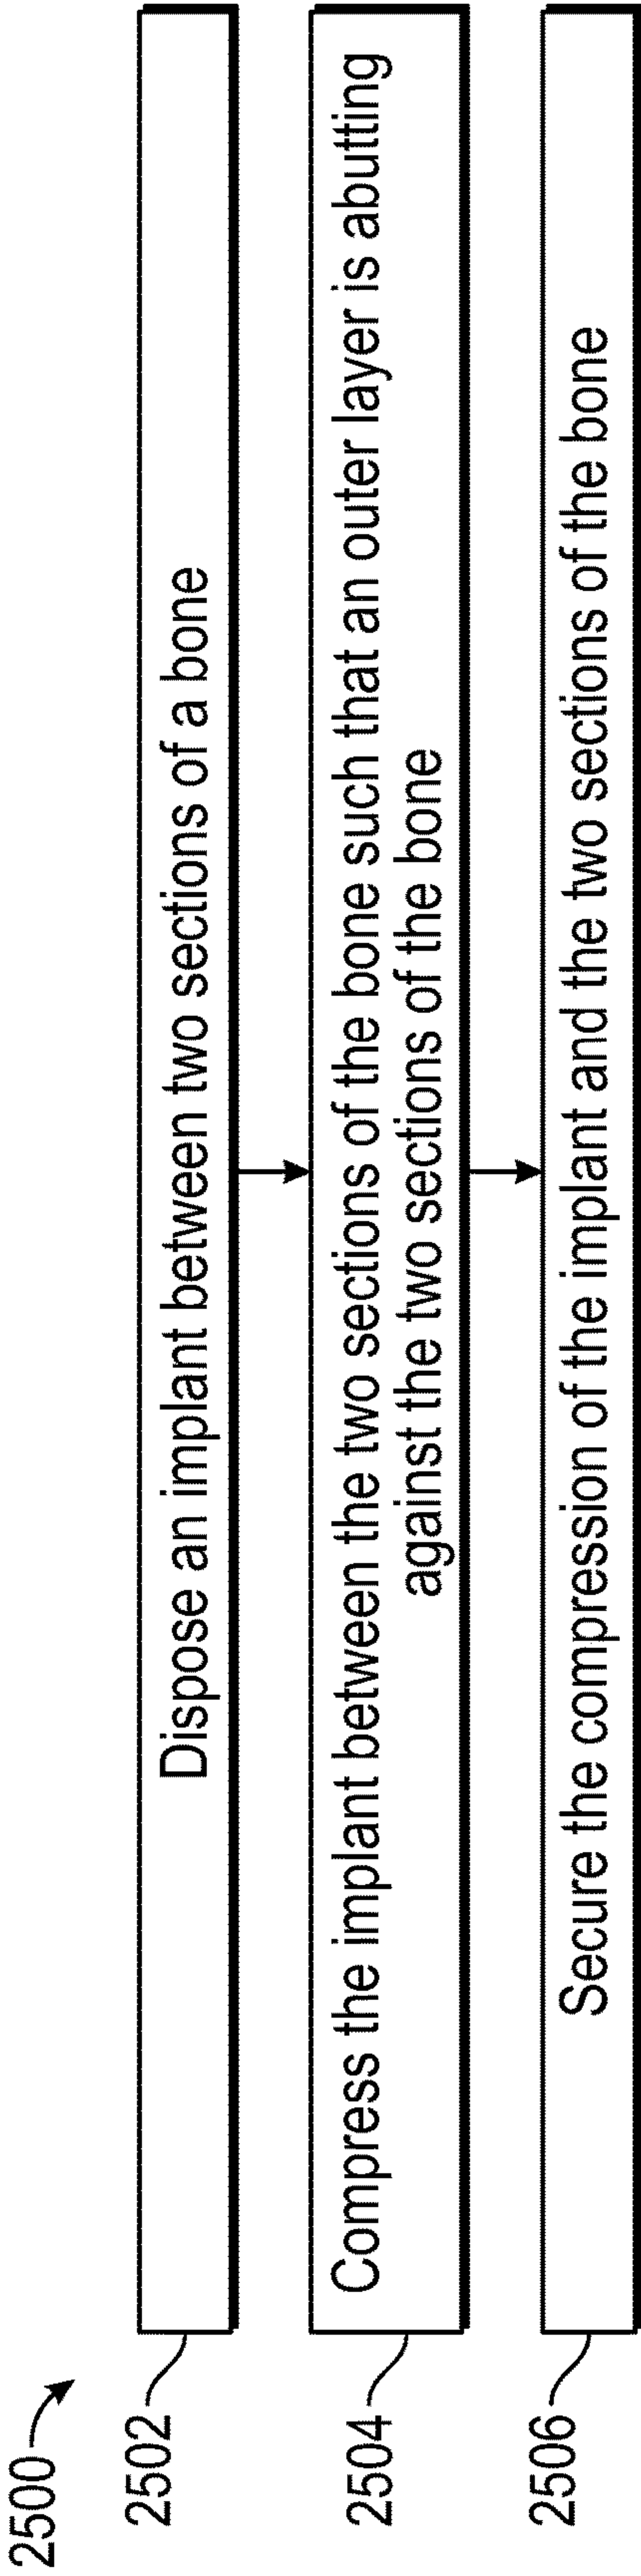 2500
2502
Dispose an implant between two sections of a bone
2504
Compress the implant between the two sections of the bone such that an outer layer is abutting
against the two sections of the bone
2506
Secure the compression of the implant and the two sections of the bone